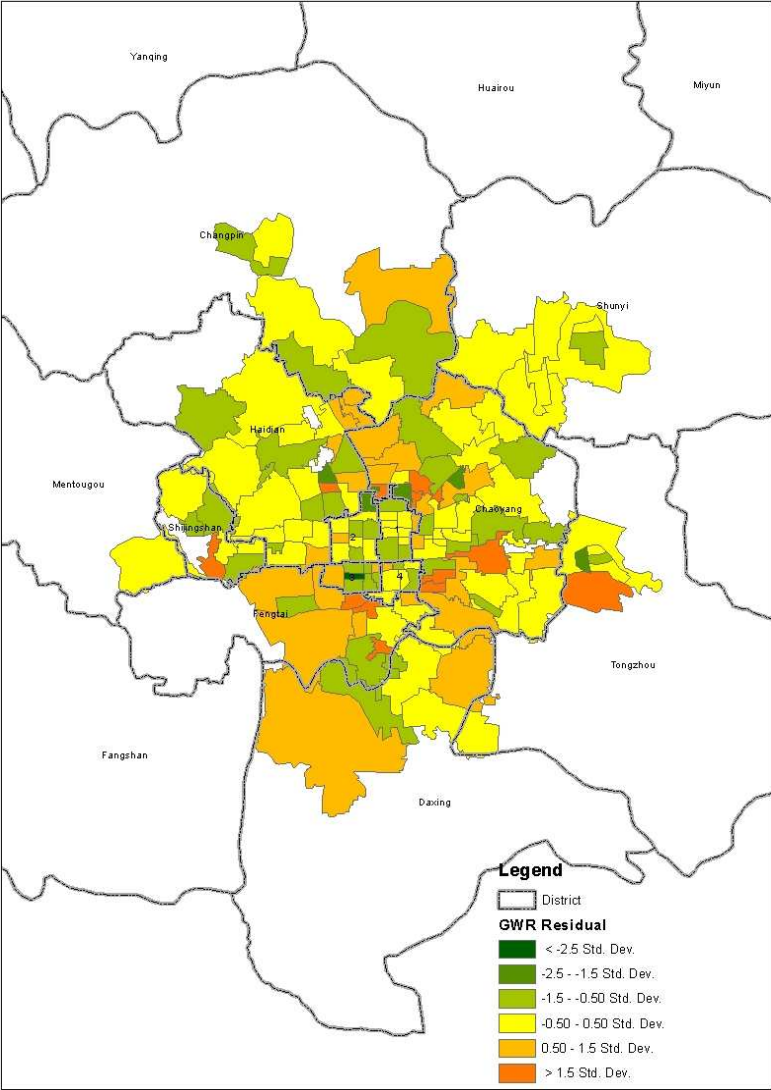 Yanqing
Huairou
Miyun
Changpin
Shunyi
Haidian
Mentougou
Shijingshan
Chaoyang
2
4
Fengtai
Tongzhou
Fangshan
Daxing
Legend
District
GWR Residual
< -2.5 Std. Dev.
-2.5 - -1.5 Std. Dev.
-1.5 - -0.50 Std. Dev.
-0.50 - 0.50 Std. Dev.
0.50 - 1.5 Std. Dev.
> 1.5 Std. Dev.